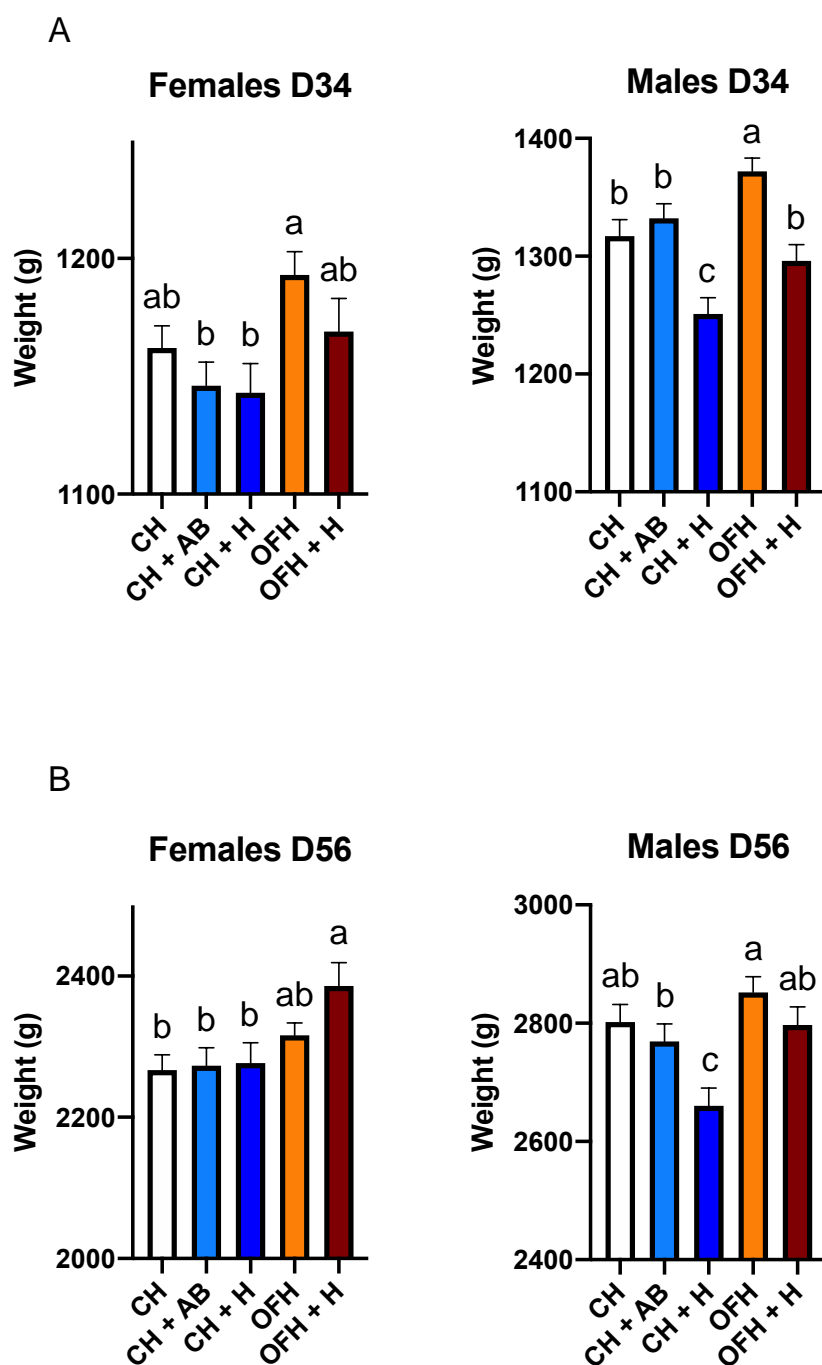 A
Females D34
Weight (g)
1200
1100
ab
b
b
a
ab
CH
CH + AB
CH + H
OFH
OFH + H
Males D34
Weight (g)
1400
1300
1200
1100
b
b
c
a
b
CH
CH + AB
CH + H
OFH
OFH + H
B
Females D56
Weight (g)
2400
2200
2000
b
b
b
ab
a
CH
CH + AB
CH + H
OFH
OFH + H
Males D56
Weight (g)
3000
2800
2600
2400
ab
b
c
a
ab
CH
CH + AB
CH + H
OFH
OFH + H